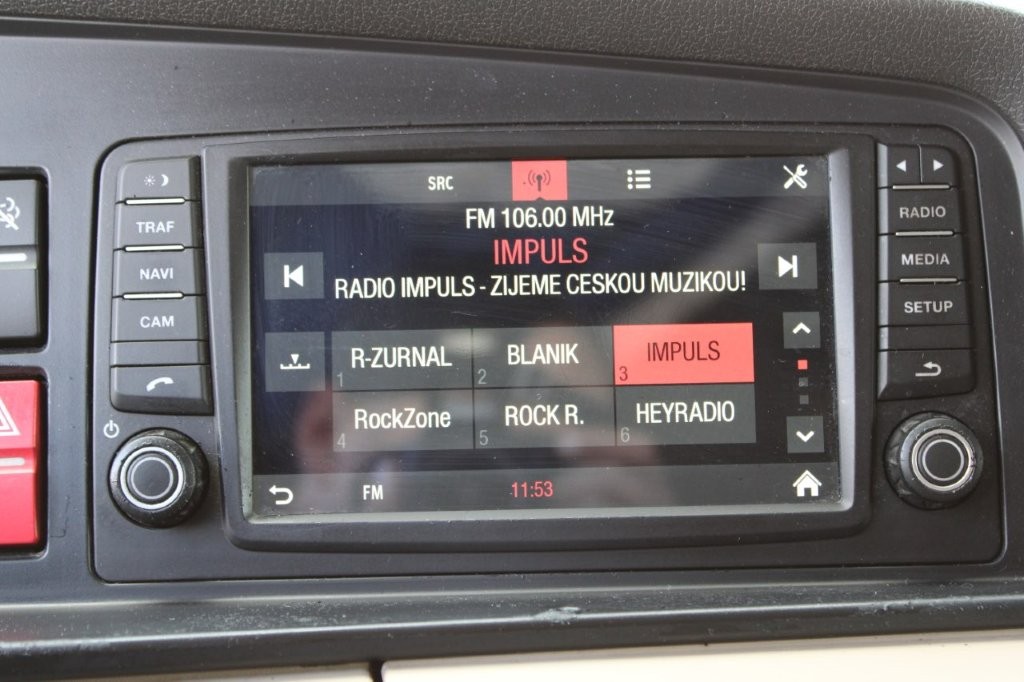 SRC
FM 106.00 MHz
IMPULS
RADIO IMPULS - ZIJEME CESKOU MUZIKOU!
1 R-ZURNAL
2 BLANIK
3 IMPULS
4 RockZone
5 ROCK R.
6 HEYRADIO
FM
11:53
TRAF
NAVI
CAM
RADIO
MEDIA
SETUP